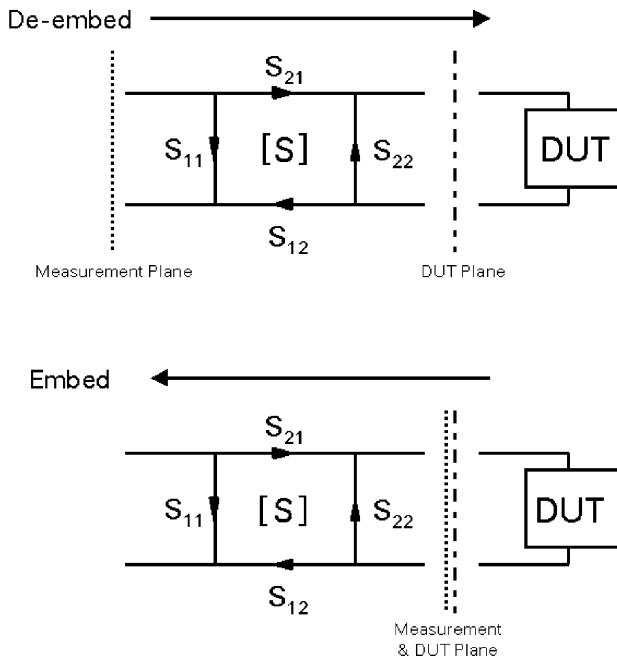 De-embed
S21
S11 [S] S22 DUT
S12
Measurement Plane DUT Plane
Embed
S21
S11 [S] S22 DUT
S12
Measurement
& DUT Plane